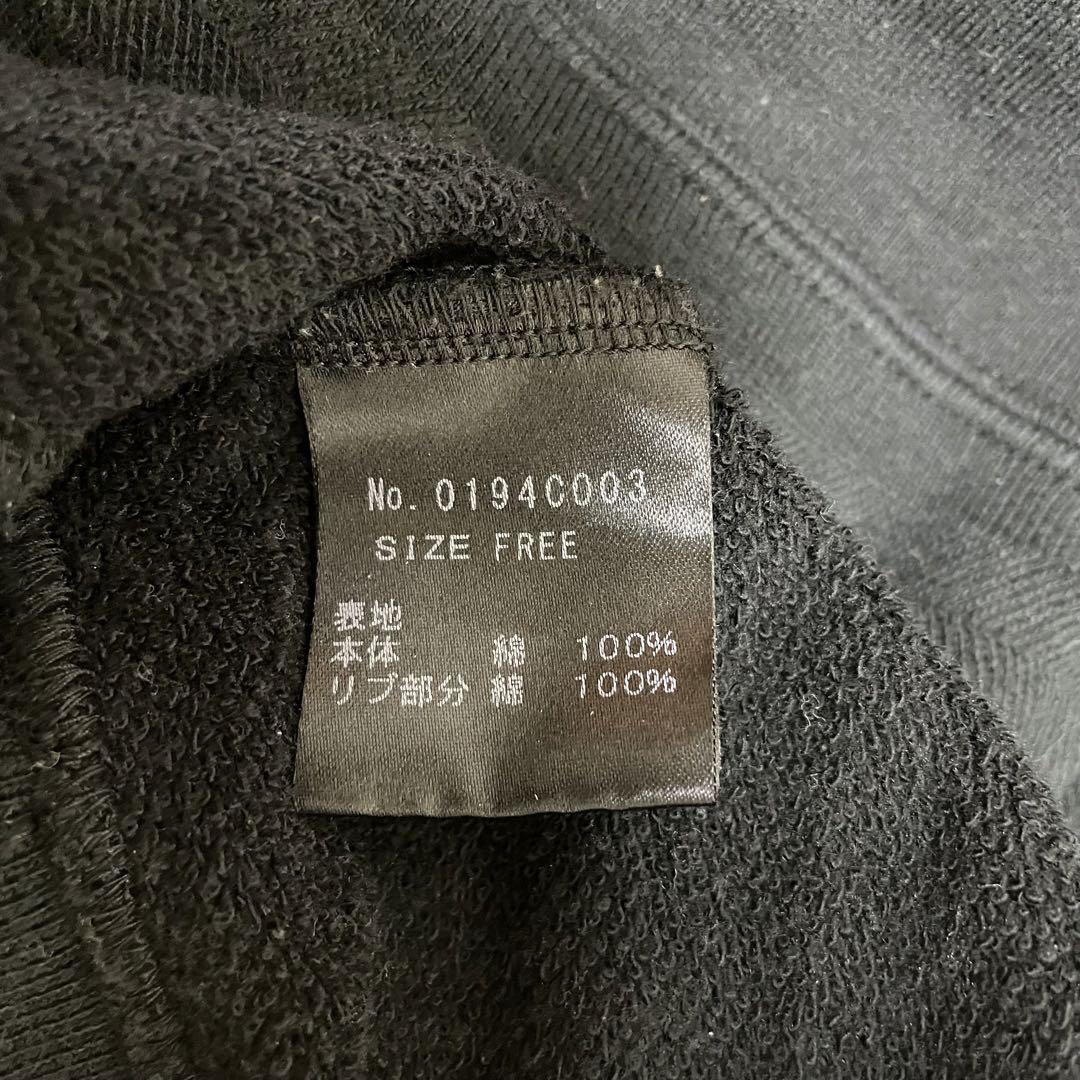 No. 0194C003
SIZE FREE
表地
本体 綿 100%
リブ部分 綿 100%